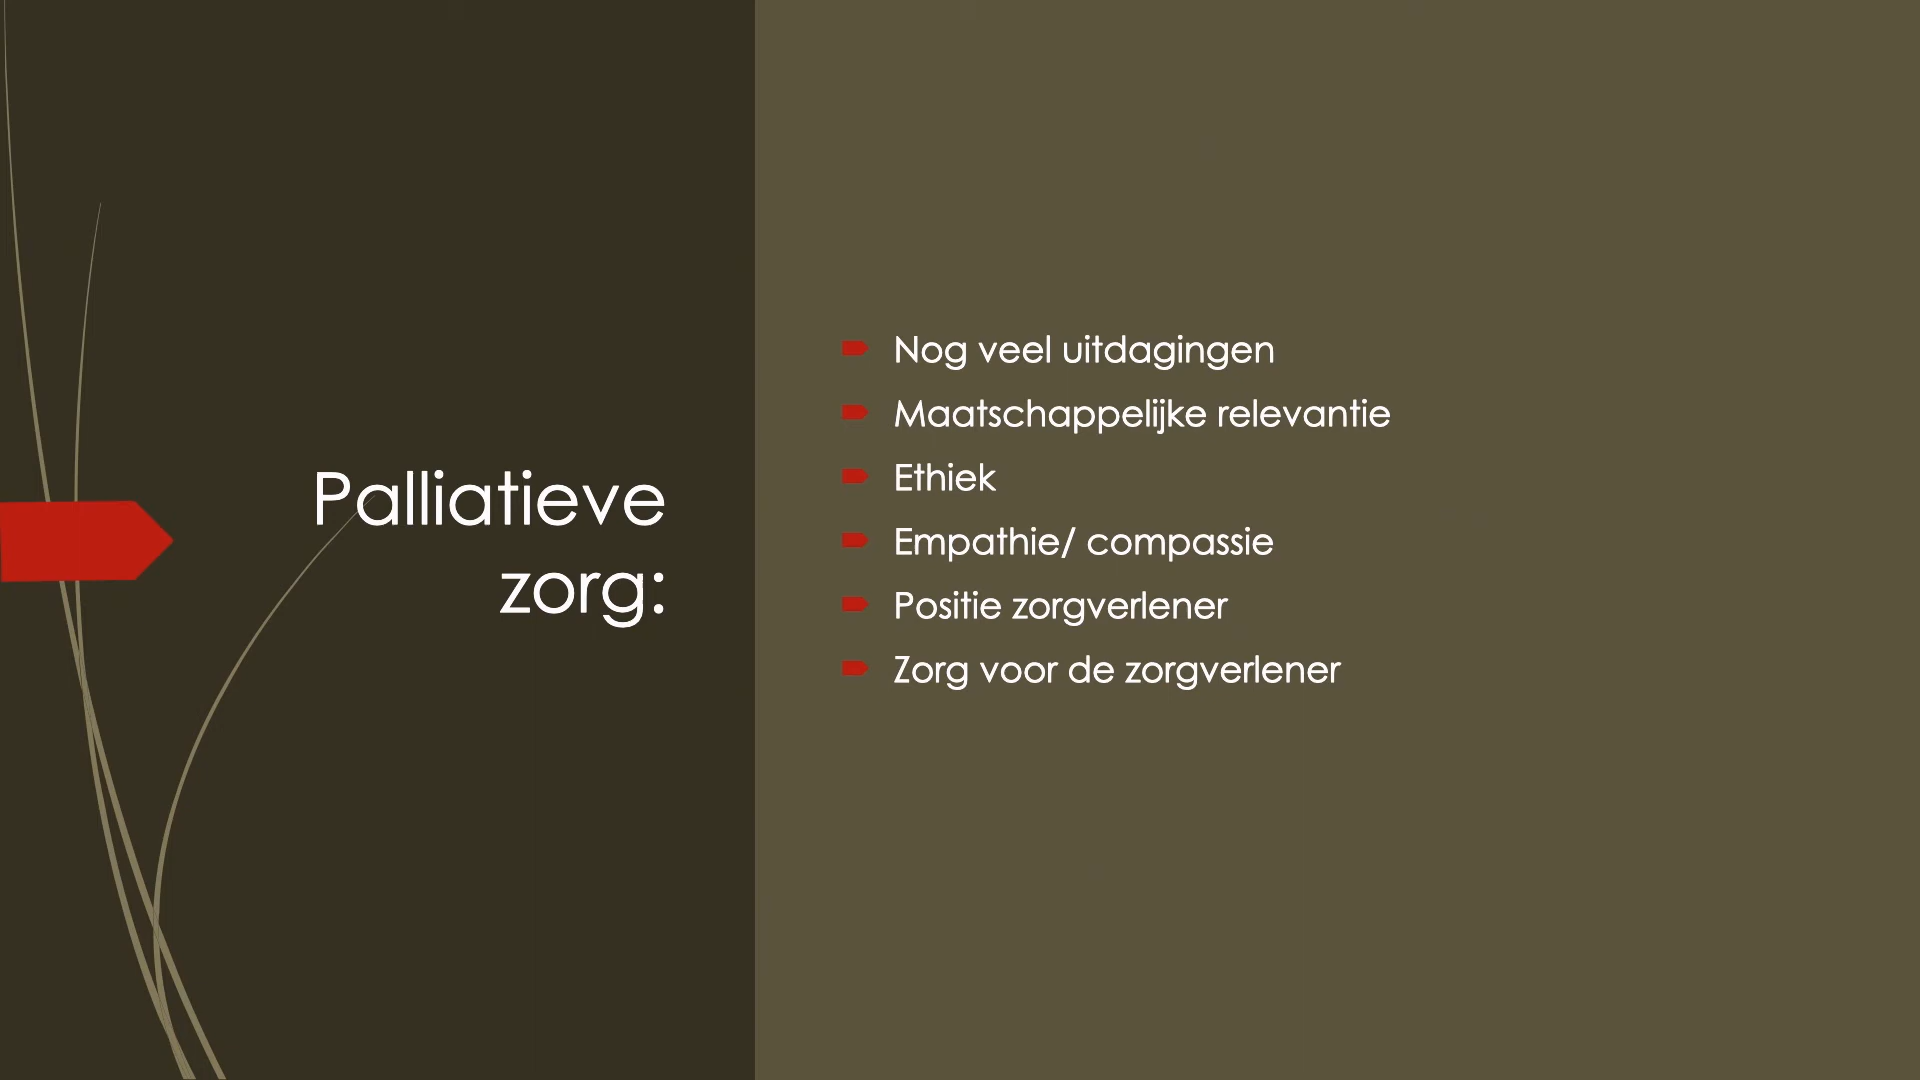 Palliatieve
zorg:
Nog veel uitdagingen
Maatschappelijke relevantie
Ethiek
Empathie/ compassie
Positie zorgverlener
Zorg voor de zorgverlener